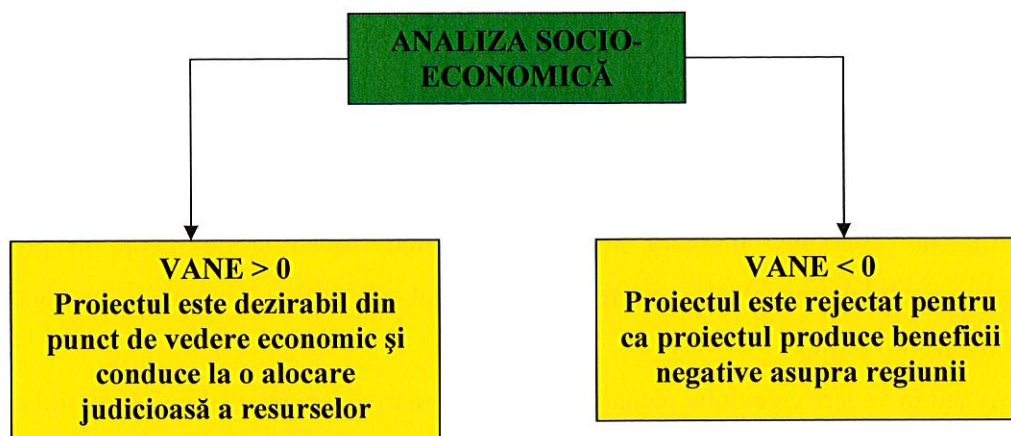 ANALIZA SOCIO-
ECONOMICĂ
VANE > 0
Proiectul este dezirabil din
punct de vedere economic şi
conduce la o alocare
judicioasă a resurselor
VANE < 0
Proiectul este rejectat pentru
ca proiectul produce beneficii
negative asupra regiunii